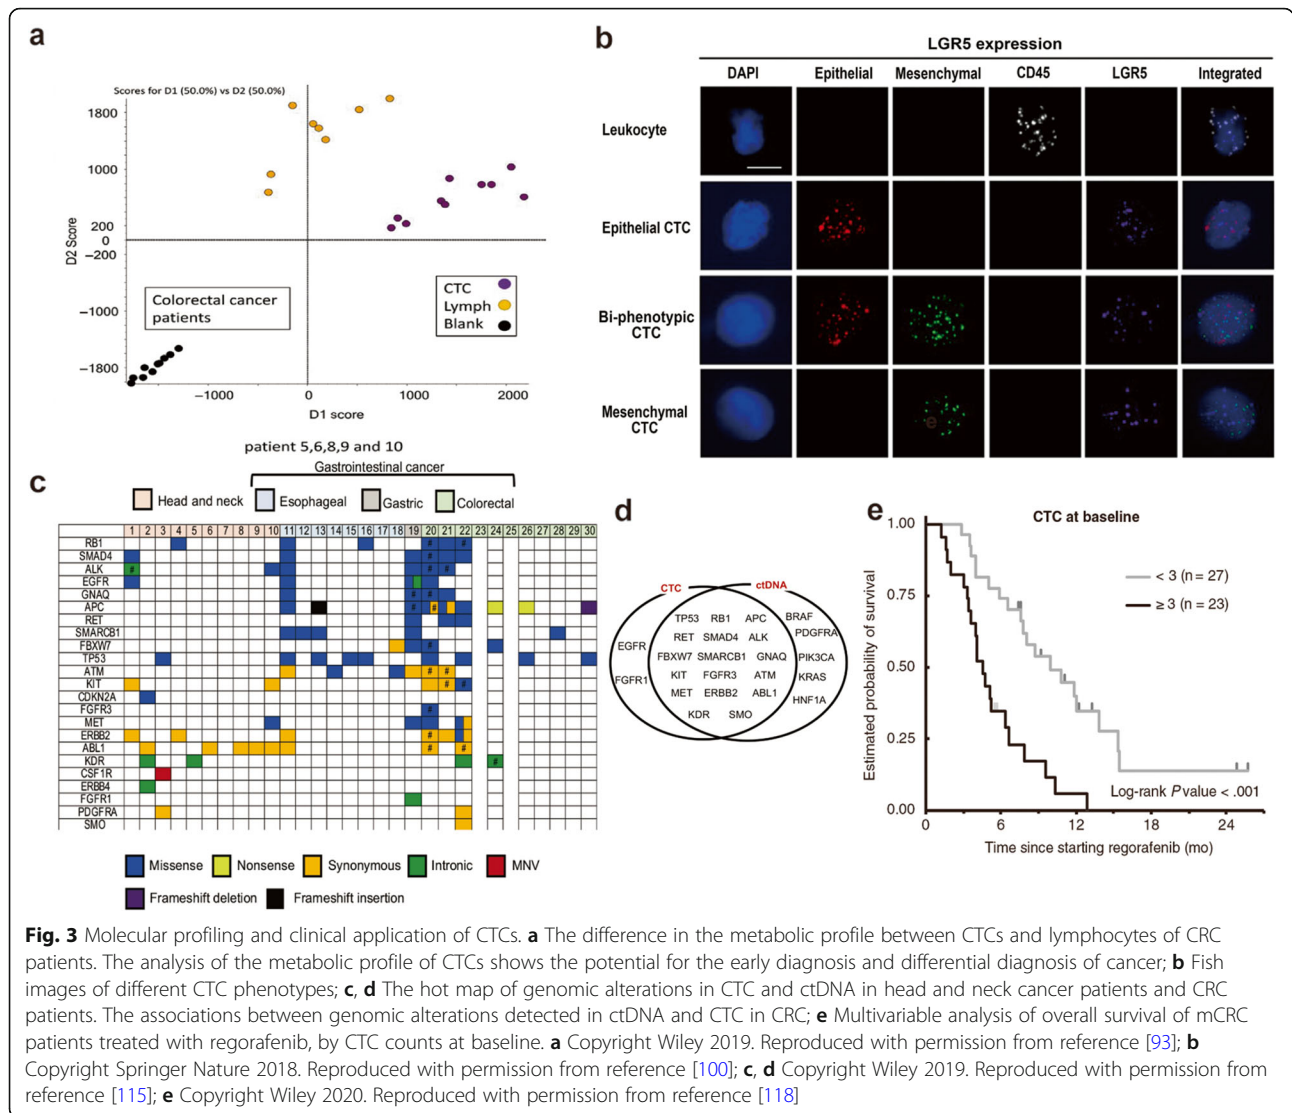 a
Scores for D1 (50.0%) vs D2 (50.0%)
1800
1000
200
0
−200
−1000
−1800
D2 Score
Colorectal cancer
patients
CTC
Lymph
Blank
−1000
0
1000
2000
D1 score
patient 5,6,8,9 and 10
b
LGR5 expression
DAPI Epithelial Mesenchymal CD45 LGR5 Integrated
Leukocyte
Epithelial CTC
Bi-phenotypic
CTC
Mesenchymal
CTC
e
c
Gastrointestinal cancer
Head and neck Esophageal Gastric Colorectal
1 2 3 4 5 6 7 8 9 10 11 12 13 14 15 16 17 18 19 20 21 22 23 24 25 26 27 28 29 30
RB1 # #
SMAD4 #
ALK # # #
EGFR
GNAQ # #
APC # #
RET
SMARCB1
FBXW7 #
TP53
ATM # #
KIT # #
CDKN2A
FGFR3 #
MET
ERBB2 # #
ABL1 # #
KDR #
CSF1R
ERBB4
FGFR1
PDGFRA
SMO
Missense Nonsense Synonymous Intronic MNV
Frameshift deletion Frameshift insertion
d
CTC ctDNA
EGFR
FGFR1
TP53 RB1 APC
RET SMAD4 ALK
FBXW7 SMARCB1 GNAQ
KIT FGFR3 ATM
MET ERBB2 ABL1
KDR SMO
BRAF
PDGFRA
PIK3CA
KRAS
HNF1A
e
CTC at baseline
1.00
0.75
0.50
0.25
0.00
Estimated probability of survival
< 3 (n = 27)
≥ 3 (n = 23)
Log-rank P value < .001
0 6 12 18 24
Time since starting regorafenib (mo)
Fig. 3 Molecular profiling and clinical application of CTCs. a The difference in the metabolic profile between CTCs and lymphocytes of CRC
patients. The analysis of the metabolic profile of CTCs shows the potential for the early diagnosis and differential diagnosis of cancer; b Fish
images of different CTC phenotypes; c, d The hot map of genomic alterations in CTC and ctDNA in head and neck cancer patients and CRC
patients. The associations between genomic alterations detected in ctDNA and CTC in CRC; e Multivariable analysis of overall survival of mCRC
patients treated with regorafenib, by CTC counts at baseline. a Copyright Wiley 2019. Reproduced with permission from reference [93]; b
Copyright Springer Nature 2018. Reproduced with permission from reference [100]; c, d Copyright Wiley 2019. Reproduced with permission from
reference [115]; e Copyright Wiley 2020. Reproduced with permission from reference [118]